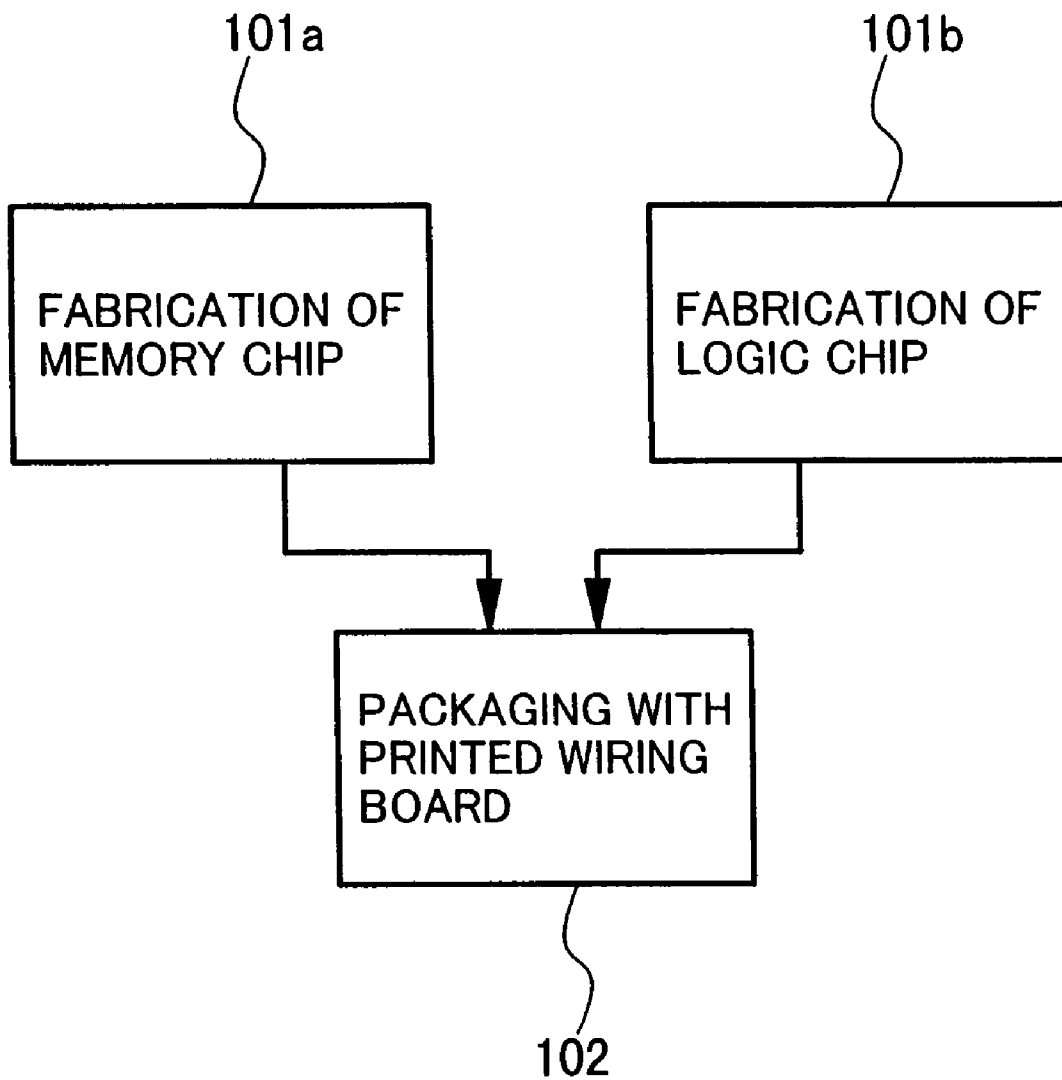 101a
101b
FABRICATION OF
MEMORY CHIP
FABRICATION OF
LOGIC CHIP
PACKAGING WITH
PRINTED WIRING
BOARD
102